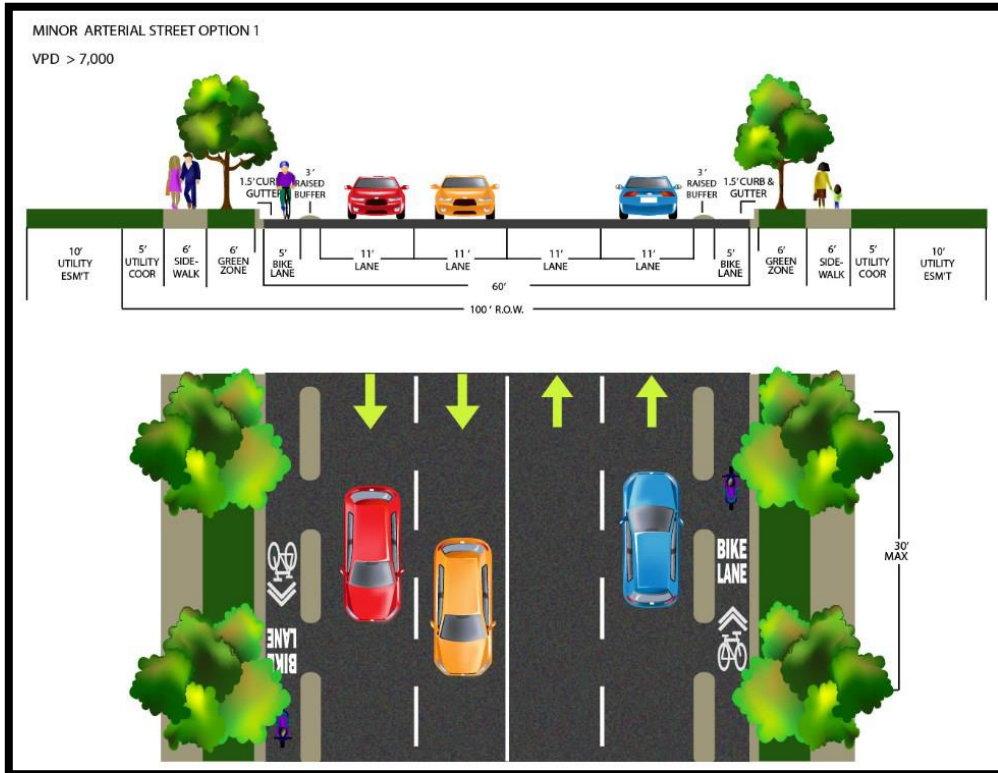 MINOR ARTERIAL STREET OPTION 1
VPD > 7,000
1.5' CURB &
GUTTER
3'
RAISED
BUFFER
3'
RAISED
BUFFER
1.5' CURB &
GUTTER
10'
UTILITY
ESM'T
5'
UTILITY
COOR
6'
SIDE-
WALK
6'
GREEN
ZONE
5'
BIKE
LANE
11'
LANE
11'
LANE
11'
LANE
11'
LANE
5'
BIKE
LANE
6'
GREEN
ZONE
6'
SIDE-
WALK
5'
UTILITY
COOR
10'
UTILITY
ESM'T
60'
100' R.O.W.
BIKE
LANE
BIKE
LANE
30'
MAX